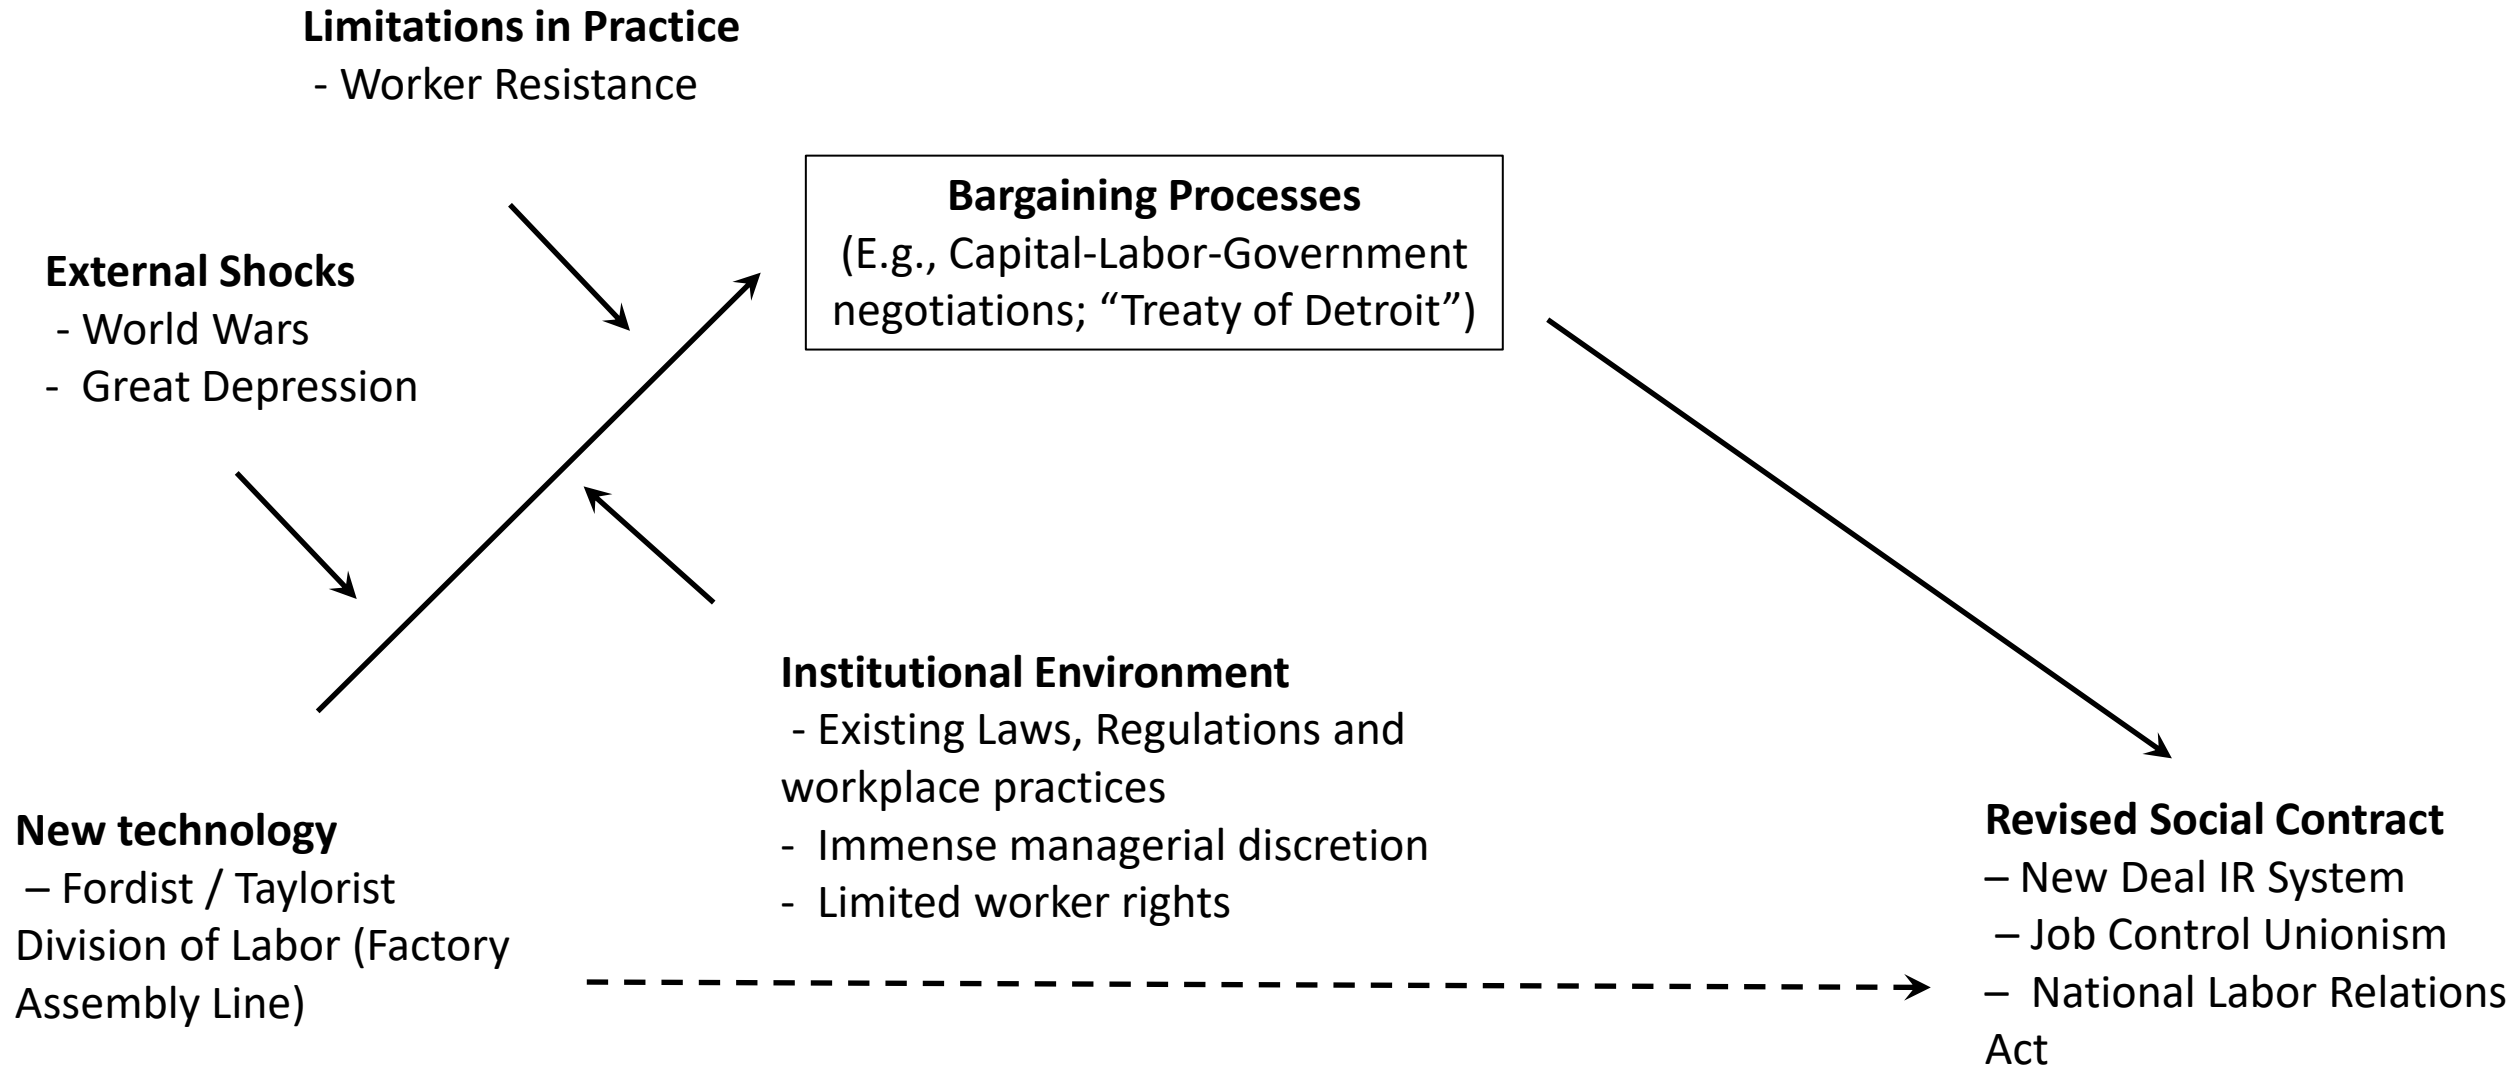 Limitations in Practice
- Worker Resistance
Bargaining Processes
(E.g., Capital-Labor-Government
negotiations; “Treaty of Detroit”)
External Shocks
- World Wars
- Great Depression
Institutional Environment
- Existing Laws, Regulations and
workplace practices
- Immense managerial discretion
- Limited worker rights
New technology
– Fordist / Taylorist
Division of Labor (Factory
Assembly Line)
Revised Social Contract
– New Deal IR System
– Job Control Unionism
– National Labor Relations
Act